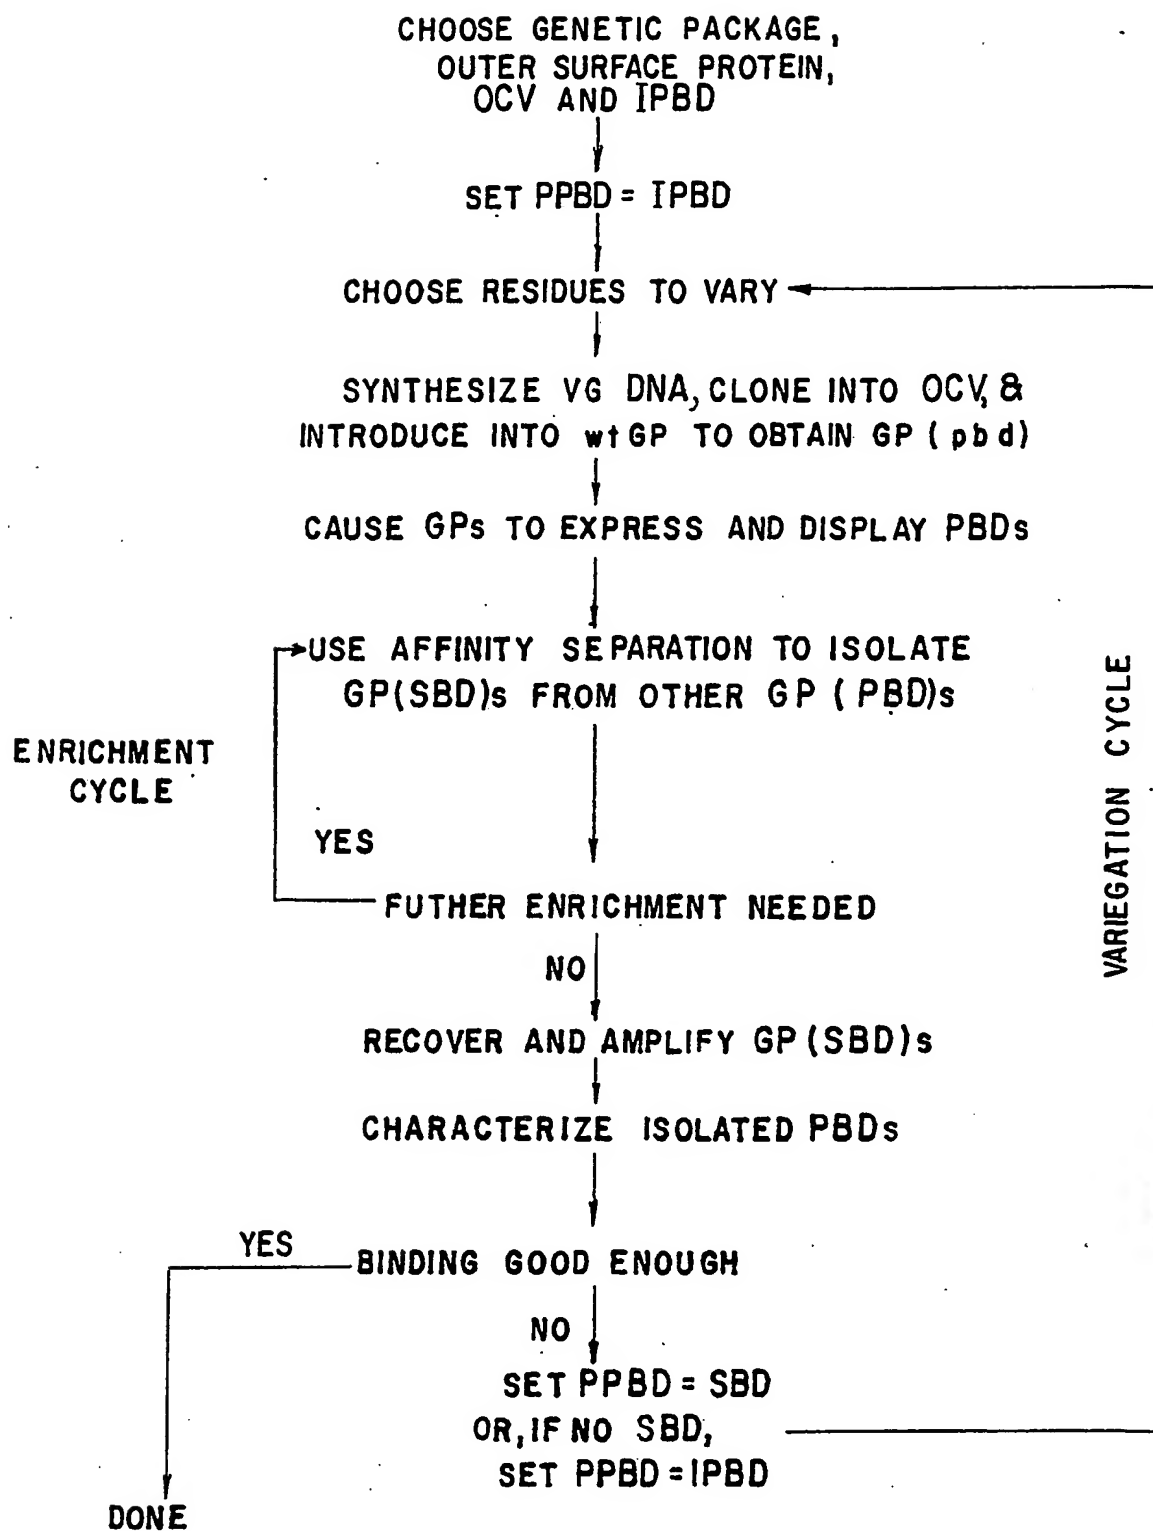 CHOOSE GENETIC PACKAGE,
OUTER SURFACE PROTEIN,
OCV AND IPBD
SET PPBD = IPBD
CHOOSE RESIDUES TO VARY
SYNTHESIZE VG DNA, CLONE INTO OCV, &
INTRODUCE INTO wtGP TO OBTAIN GP (pbd)
CAUSE GPs TO EXPRESS AND DISPLAY PBDs
USE AFFINITY SEPARATION TO ISOLATE
GP(SBD)s FROM OTHER GP (PBD)s
ENRICHMENT
CYCLE
VARIEGATION CYCLE
YES
FUTHER ENRICHMENT NEEDED
NO
RECOVER AND AMPLIFY GP(SBD)s
CHARACTERIZE ISOLATED PBDs
YES
BINDING GOOD ENOUGH
NO
SET PPBD = SBD
OR, IF NO SBD,
SET PPBD = IPBD
DONE